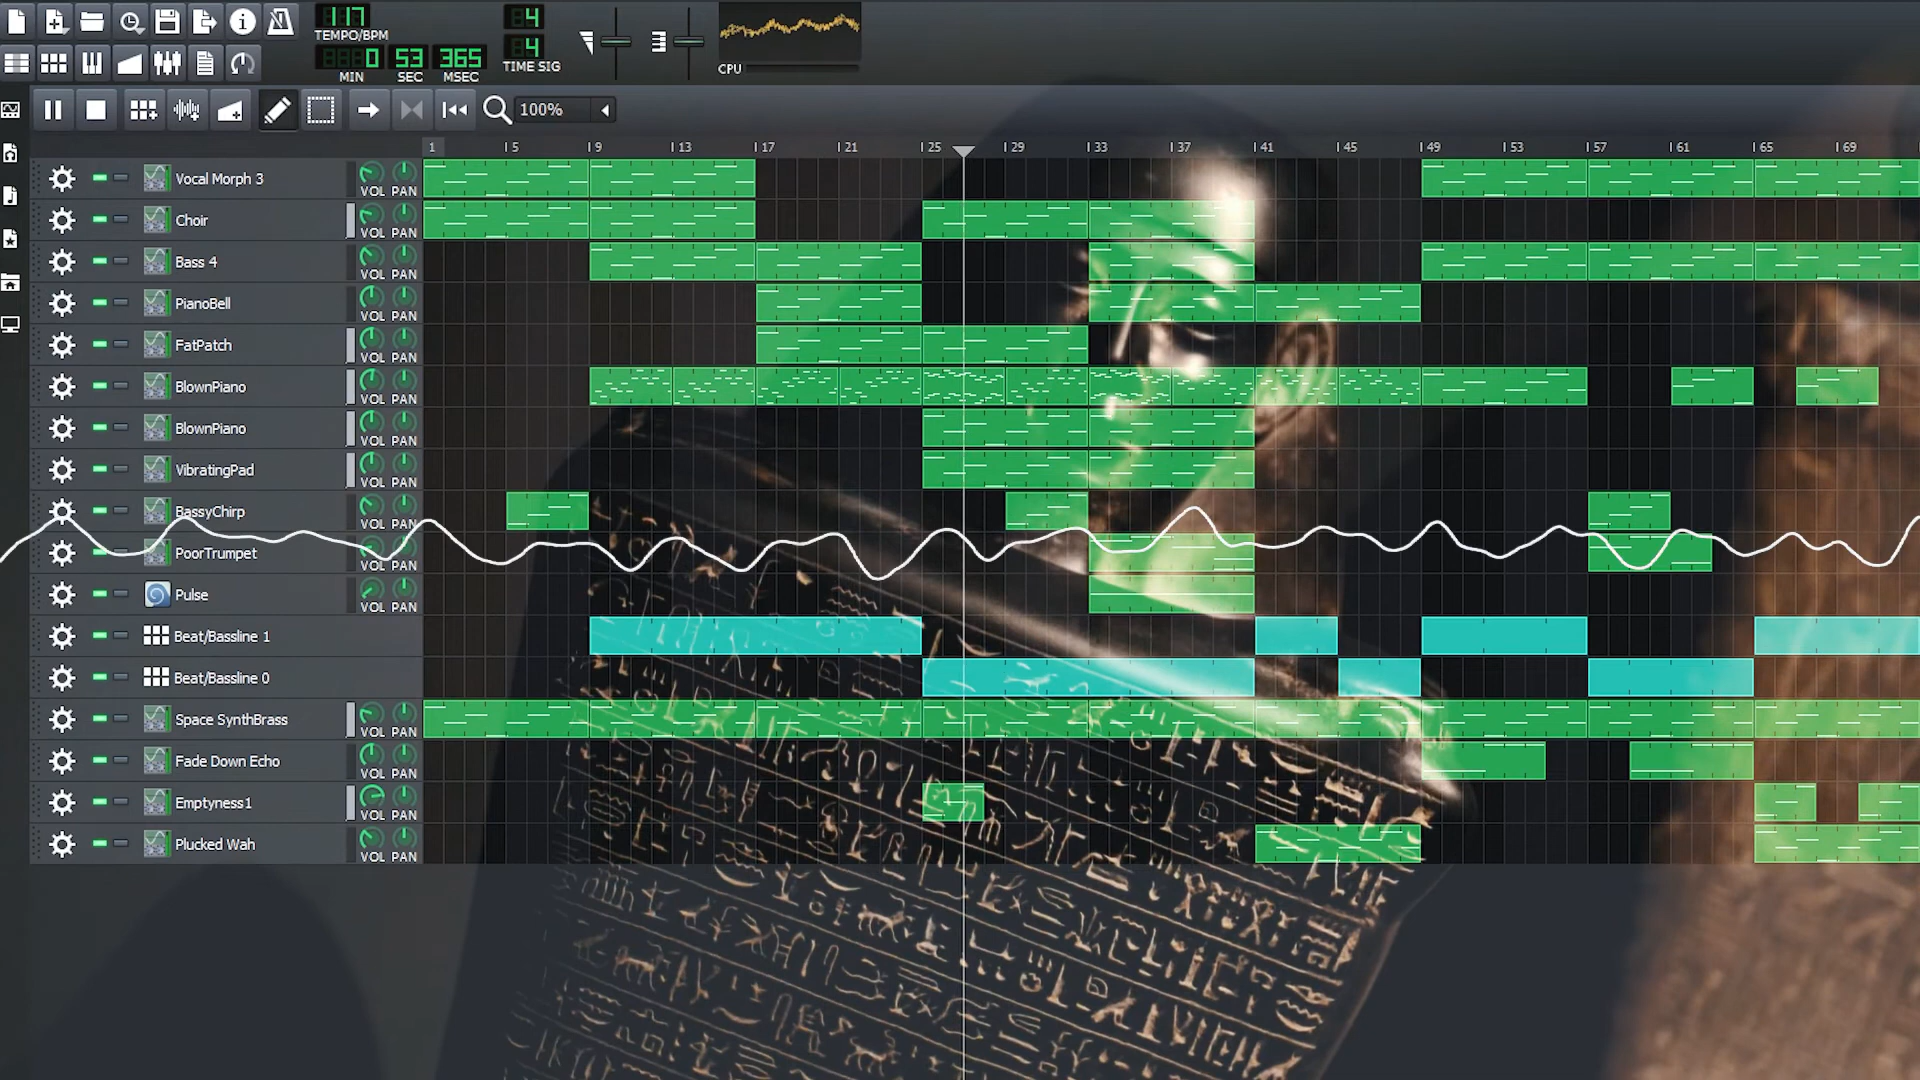 117
TEMPO/BPM
0 53 365
MIN SEC MSEC
4
4
TIME SIG
CPU
100%
1 5 9 13 17 21 25 29 33 37 41 45 49 53 57 61 65 69
Vocal Morph 3 VOL PAN
Choir VOL PAN
Bass 4 VOL PAN
PianoBell VOL PAN
FatPatch VOL PAN
BlownPiano VOL PAN
BlownPiano VOL PAN
VibratingPad VOL PAN
BassyChirp VOL PAN
PoorTrumpet VOL PAN
Pulse VOL PAN
Beat/Bassline 1
Beat/Bassline 0
Space SynthBrass VOL PAN
Fade Down Echo VOL PAN
Emptyness1 VOL PAN
Plucked Wah VOL PAN